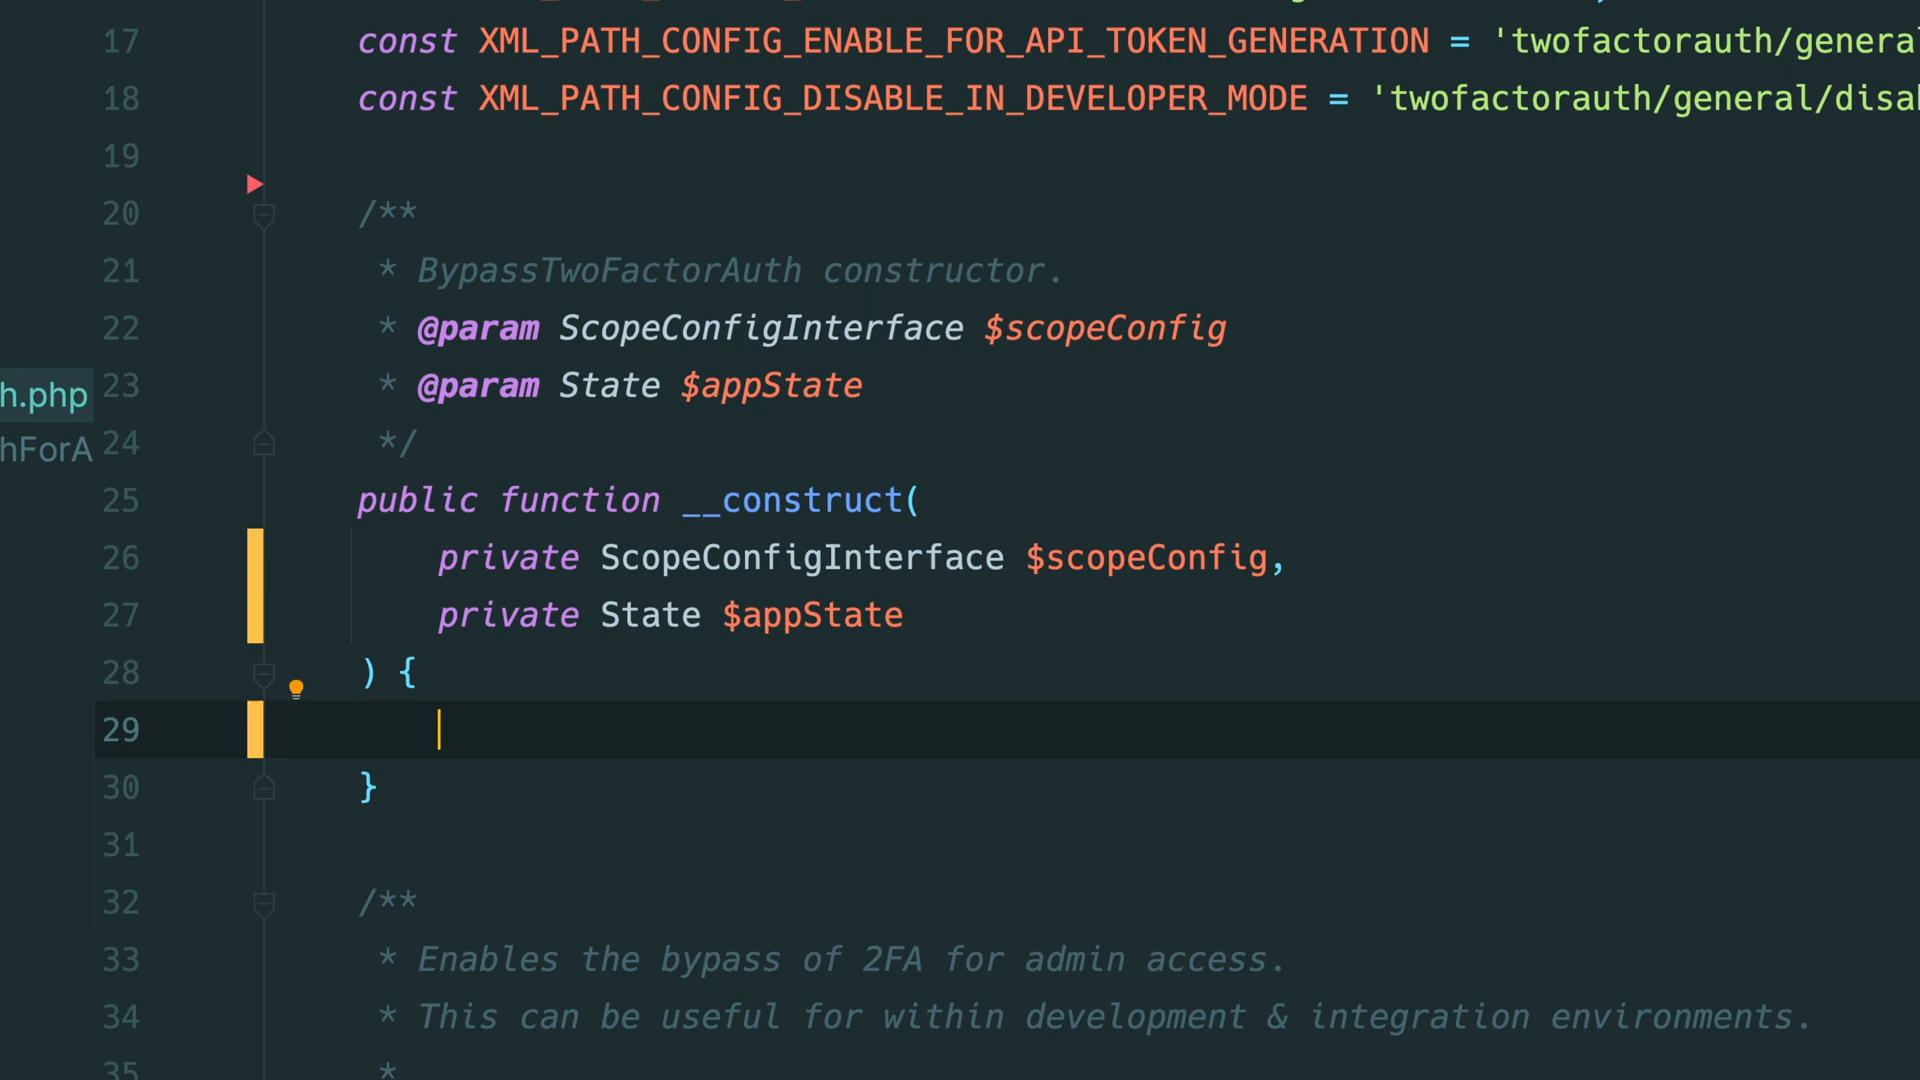 17 const XML_PATH_CONFIG_ENABLE_FOR_API_TOKEN_GENERATION = 'twofactorauth/general
18 const XML_PATH_CONFIG_DISABLE_IN_DEVELOPER_MODE = 'twofactorauth/general/disab
19
20 /**
21 * BypassTwoFactorAuth constructor.
22 * @param ScopeConfigInterface $scopeConfig
h.php 23 * @param State $appState
hForA 24 */
25 public function __construct(
26 private ScopeConfigInterface $scopeConfig,
27 private State $appState
28 ) {
29
30 }
31
32 /**
33 * Enables the bypass of 2FA for admin access.
34 * This can be useful for within development & integration environments.
35 *